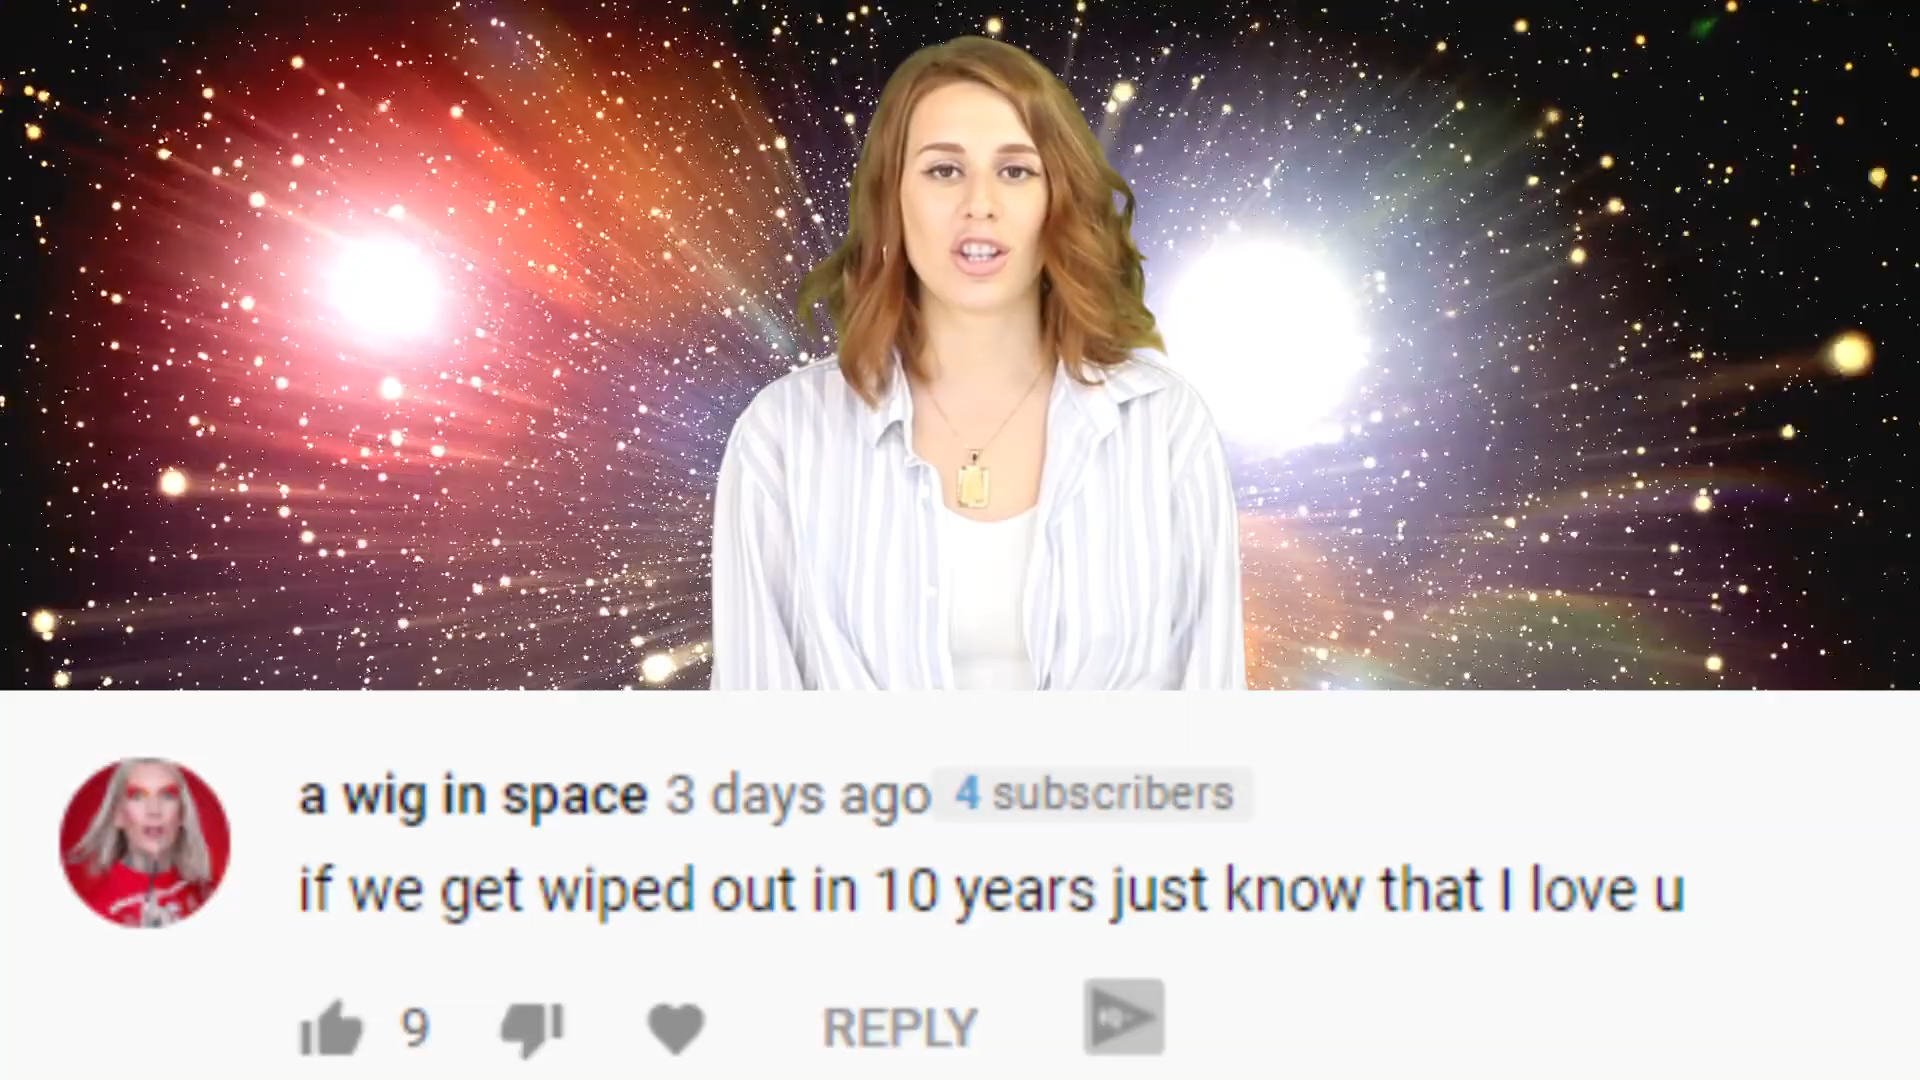 a wig in space 3 days ago 4 subscribers
if we get wiped out in 10 years just know that I love u
9 REPLY